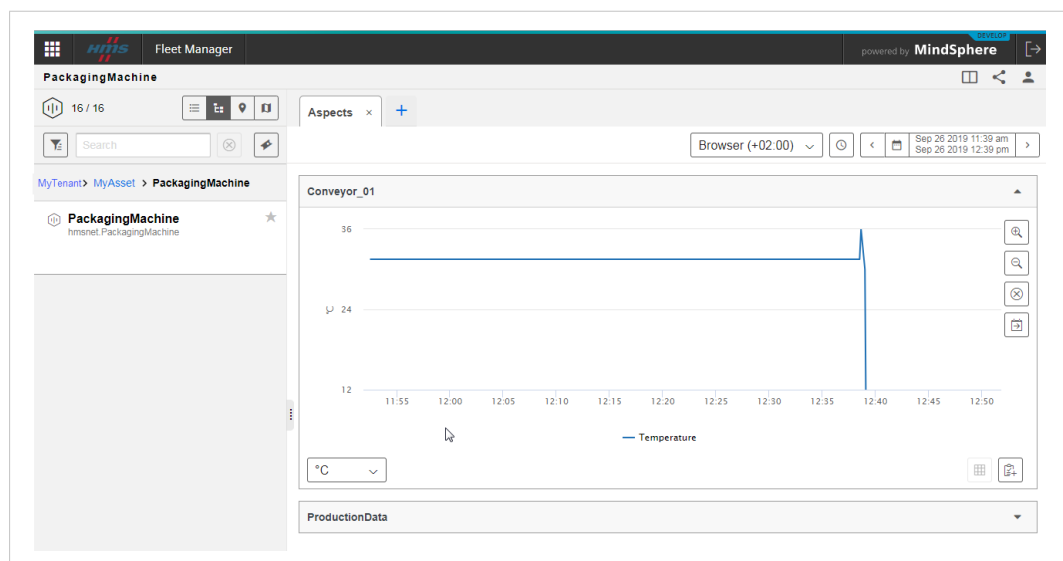 HMS Fleet Manager powered by MindSphere DEVELOP
PackagingMachine
16 / 16
Aspects × +
Search
Browser (+02:00)
Sep 26 2019 11:39 am
Sep 26 2019 12:39 pm
MyTenant> MyAsset > PackagingMachine
PackagingMachine
hmsnet.PackagingMachine
Conveyor_01
36
24
12
°C
11:55 12:00 12:05 12:10 12:15 12:20 12:25 12:30 12:35 12:40 12:45 12:50
Temperature
°C
ProductionData